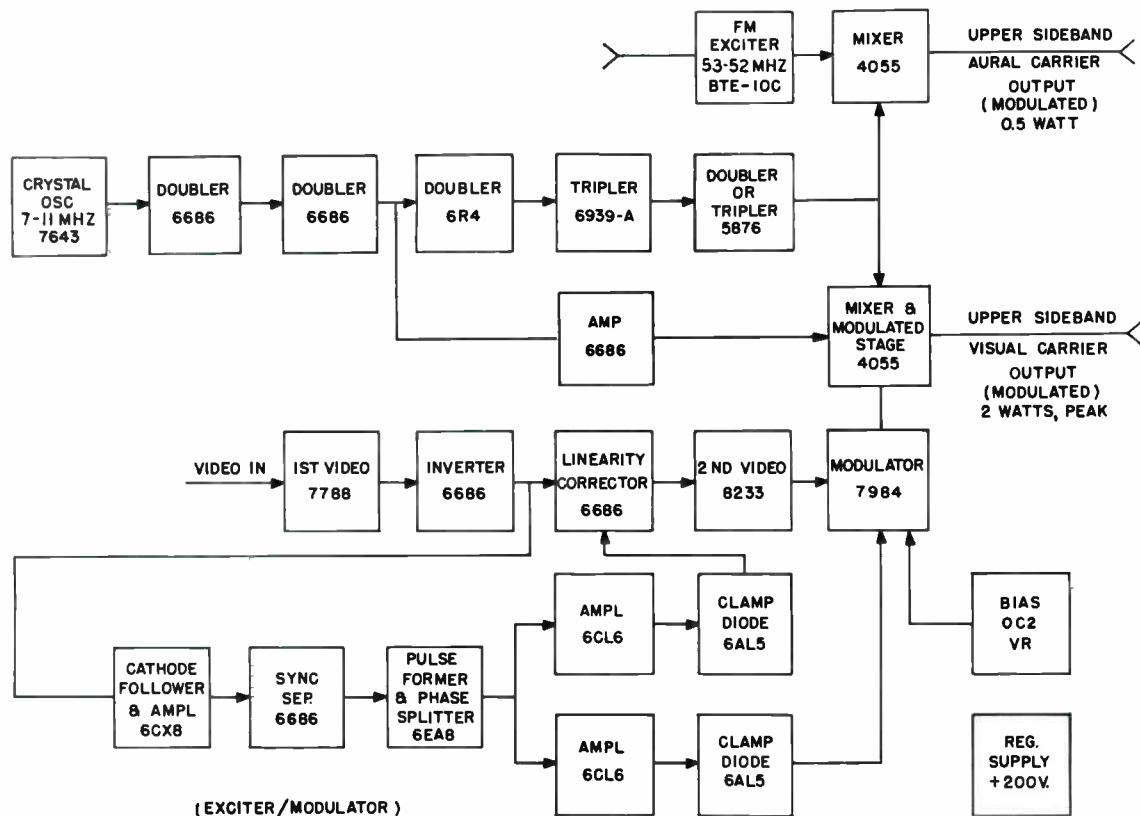 FM
EXCITER
53-52 MHZ
BTE-10C
MIXER
4055
UPPER SIDEBAND
AURAL CARRIER
OUTPUT
(MODULATED)
0.5 WATT
CRYSTAL
OSC
7-11 MHZ
7643
DOUBLER
6686
DOUBLER
6686
DOUBLER
6R4
TRIPLER
6939-A
DOUBLER
OR
TRIPLER
5876
AMP
6686
MIXER &
MODULATED
STAGE
4055
UPPER SIDEBAND
VISUAL CARRIER
OUTPUT
(MODULATED)
2 WATTS, PEAK
VIDEO IN
1ST VIDEO
7788
INVERTER
6686
LINEARITY
CORRECTOR
6686
2ND VIDEO
8233
MODULATOR
7984
AMPL
6CL6
CLAMP
DIODE
6AL5
BIAS
OC2
VR
CATHODE
FOLLOWER
& AMPL
6CX8
SYNC
SEP.
6686
PULSE
FORMER
& PHASE
SPLITTER
6EA8
AMPL
6CL6
CLAMP
DIODE
6AL5
REG.
SUPPLY
+200V.
(EXCITER/MODULATOR)